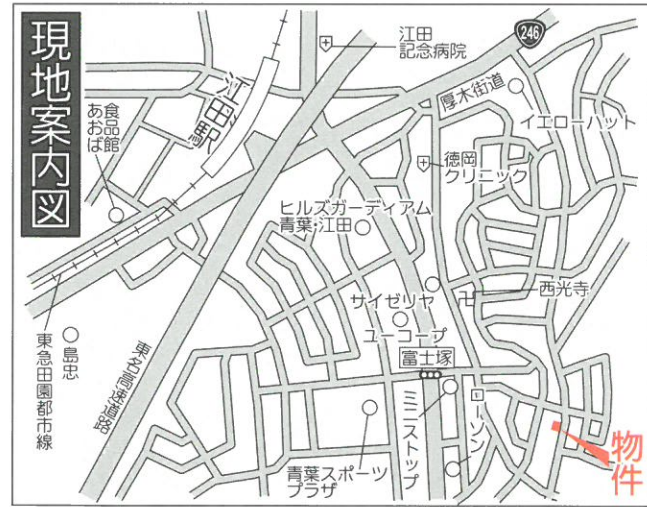 現地案内図
江田
記念病院
246
江田駅
厚木街道
イエローハット
食品館
あおば
徳岡
クリニック
ヒルズガーディアム
青葉・江田
サイゼリヤ
西光寺
ユーコープ
富士塚
島忠
東急田園都市線
東名高速道路
ミニストップ
ローソン
青葉スポーツ
プラザ
物件